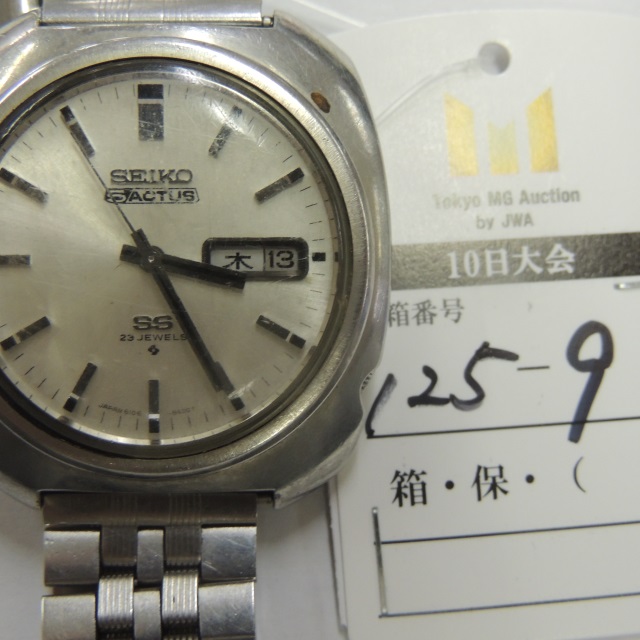 SEIKO
5 ACTUS
木 13
SS
23 JEWELS
Tokyo MG Auction
by JWA
10日大会
箱番号
125-9
箱・保・(